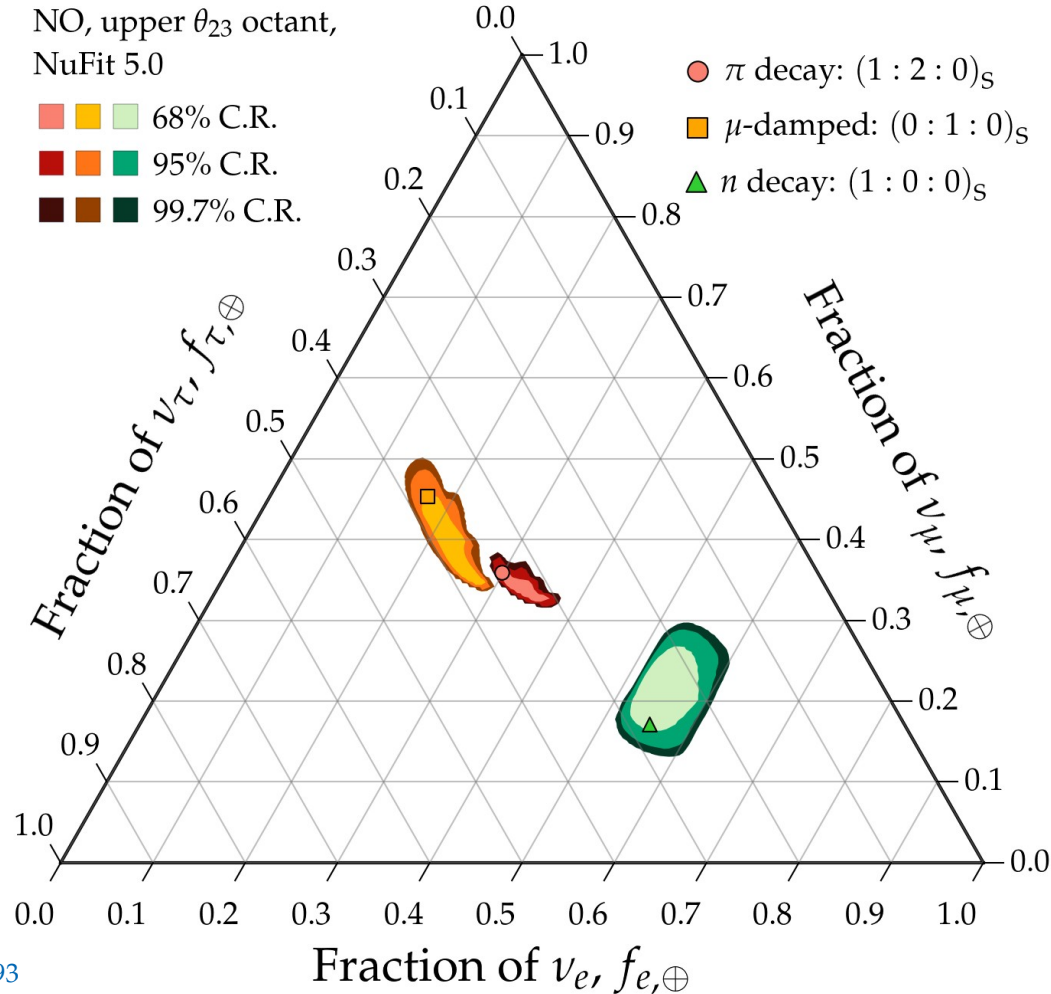 NO, upper θ₂₃ octant,
NuFit 5.0
68% C.R.
95% C.R.
99.7% C.R.
π decay: (1 : 2 : 0)S
μ-damped: (0 : 1 : 0)S
n decay: (1 : 0 : 0)S
Fraction of ντ, fτ,⊕
0.0
0.1
0.2
0.3
0.4
0.5
0.6
0.7
0.8
0.9
1.0
Fraction of νμ, fμ,⊕
1.0
0.9
0.8
0.7
0.6
0.5
0.4
0.3
0.2
0.1
0.0
0.0 0.1 0.2 0.3 0.4 0.5 0.6 0.7 0.8 0.9 1.0
Fraction of νe, fe,⊕
93